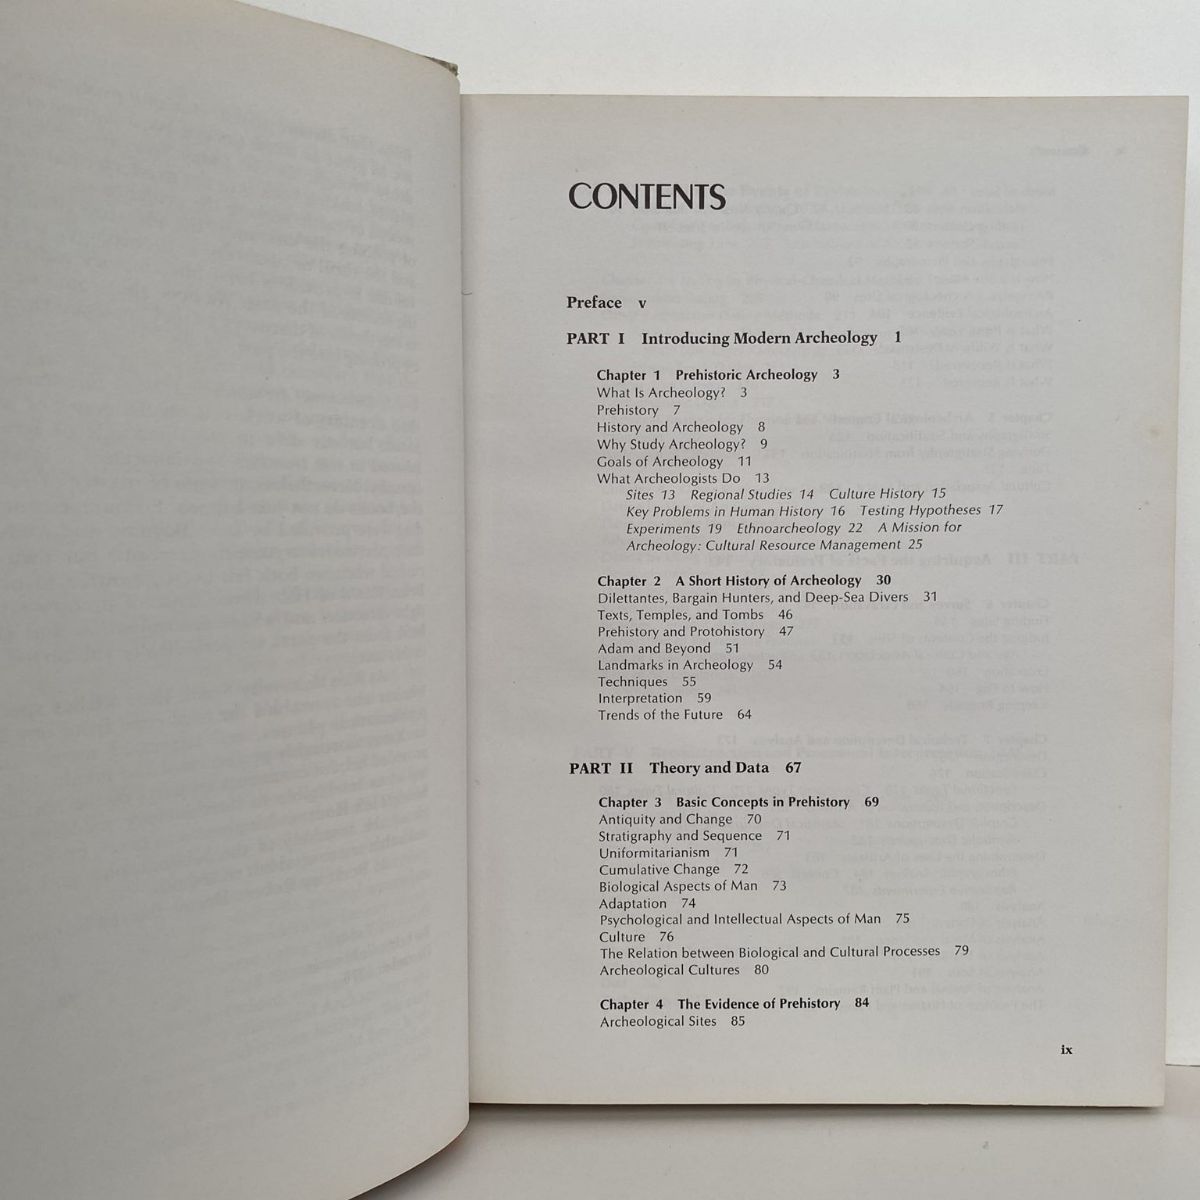 CONTENTS
Preface v
PART I Introducing Modern Archeology 1
Chapter 1 Prehistoric Archeology 3
What Is Archeology? 3
Prehistory 7
History and Archeology 8
Why Study Archeology? 9
Goals of Archeology 11
What Archeologists Do 13
Sites 13 Regional Studies 14 Culture History 15
Key Problems in Human History 16 Testing Hypotheses 17
Experiments 19 Ethnoarcheology 22 A Mission for
Archeology: Cultural Resource Management 25
Chapter 2 A Short History of Archeology 30
Dilettantes, Bargain Hunters, and Deep-Sea Divers 31
Texts, Temples, and Tombs 46
Prehistory and Protohistory 47
Adam and Beyond 51
Landmarks in Archeology 54
Techniques 55
Interpretation 59
Trends of the Future 64
PART II Theory and Data 67
Chapter 3 Basic Concepts in Prehistory 69
Antiquity and Change 70
Stratigraphy and Sequence 71
Uniformitarianism 71
Cumulative Change 72
Biological Aspects of Man 73
Adaptation 74
Psychological and Intellectual Aspects of Man 75
Culture 76
The Relation between Biological and Cultural Processes 79
Archeological Cultures 80
Chapter 4 The Evidence of Prehistory 84
Archeological Sites 85
ix